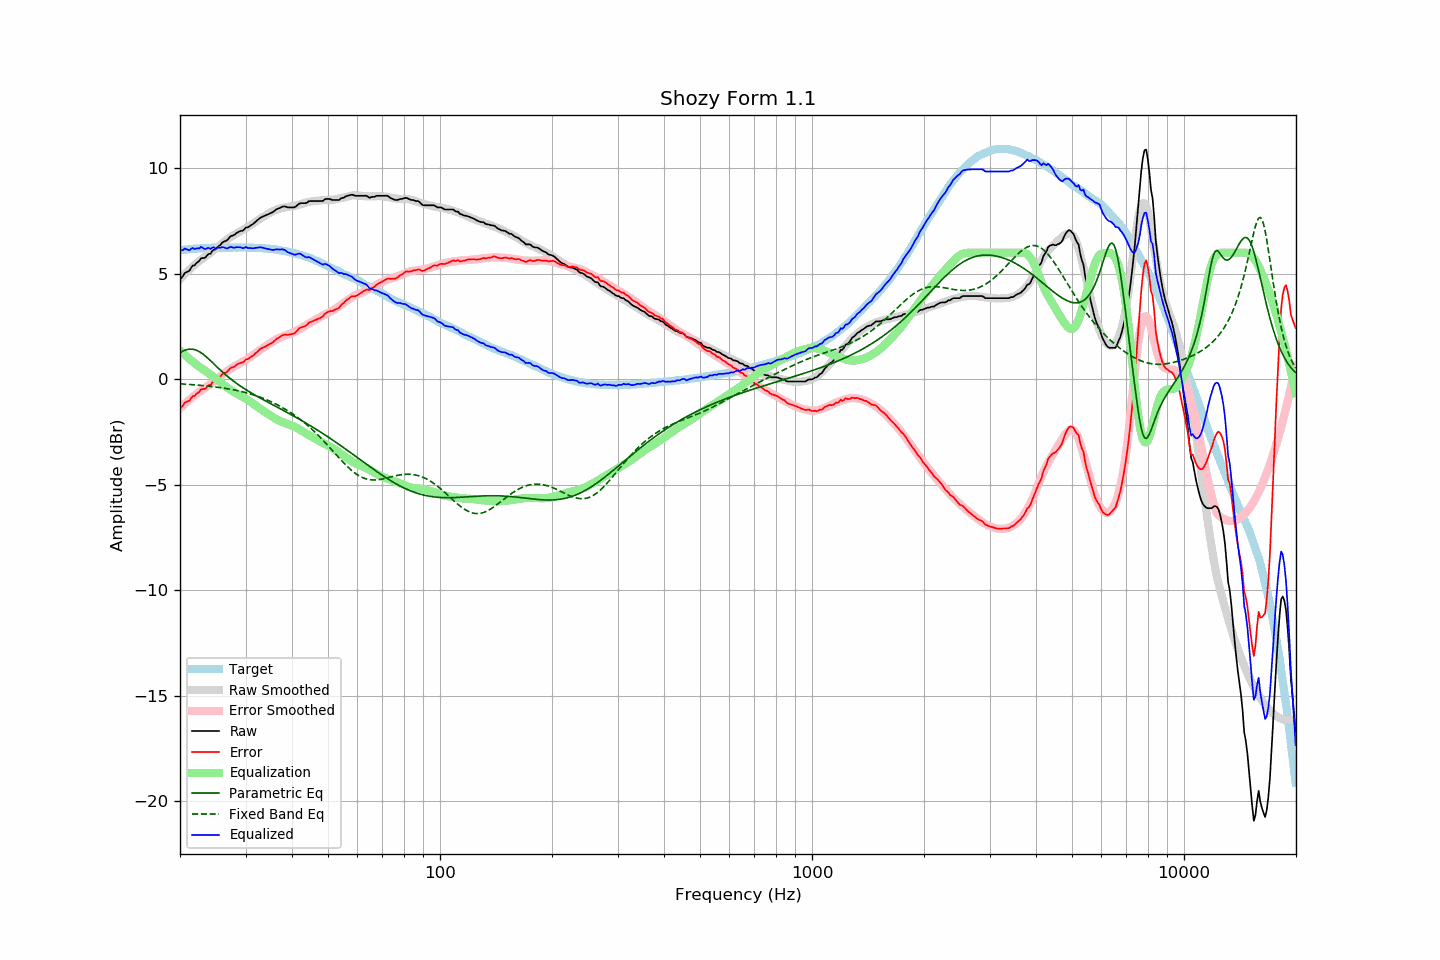 Shozy Form 1.1
Amplitude (dBr)
10
5
0
−5
−10
−15
−20
Target
Raw Smoothed
Error Smoothed
Raw
Error
Equalization
Parametric Eq
Fixed Band Eq
Equalized
100
1000
10000
Frequency (Hz)